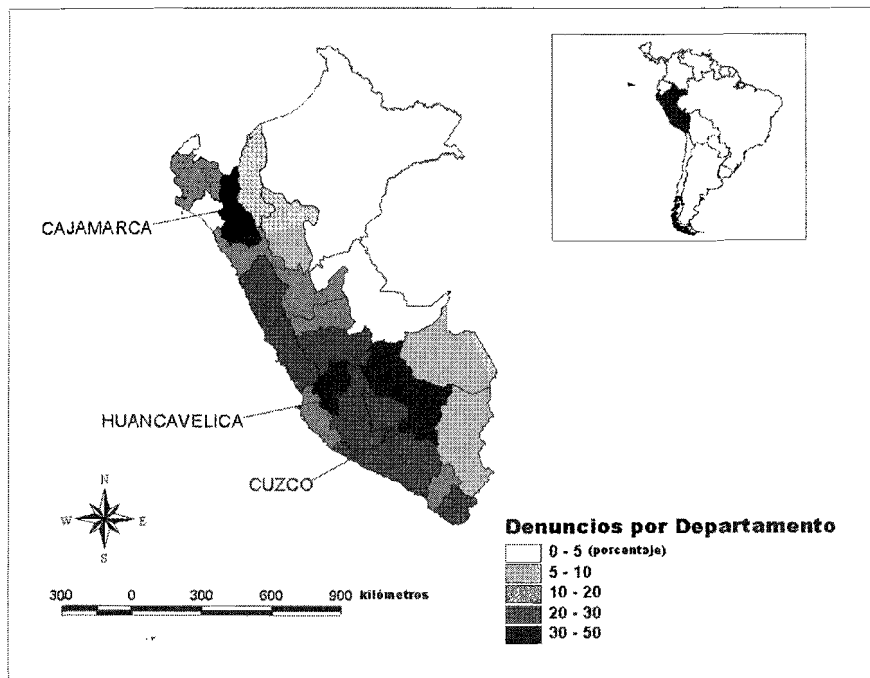 CAJAMARCA
HUANCAVELICA
CUZCO
N
W E
S
300 0 300 600 900 kilómetros
Denuncios por Departamento
0 - 5 (porcentaje)
5 - 10
10 - 20
20 - 30
30 - 50